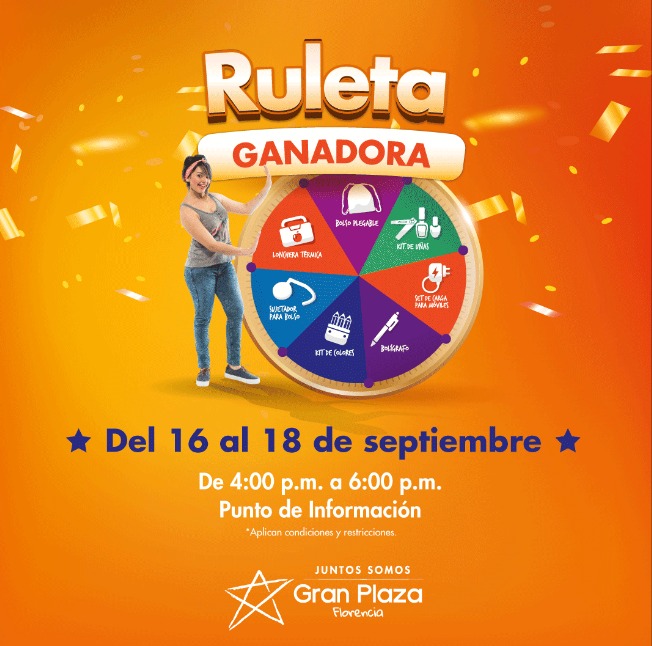 Ruleta
GANADORA
BOLSO PLEGABLE
KIT DE UÑAS
LONCHERA TÉRMICA
SET DE CARGA
PARA MÓVILES
SUJETADOR
PARA BOLSO
KIT DE COLORES
BOLÍGRAFO
Del 16 al 18 de septiembre
De 4:00 p.m. a 6:00 p.m.
Punto de Información
*Aplican condiciones y restricciones.
JUNTOS SOMOS
Gran Plaza
Florencia